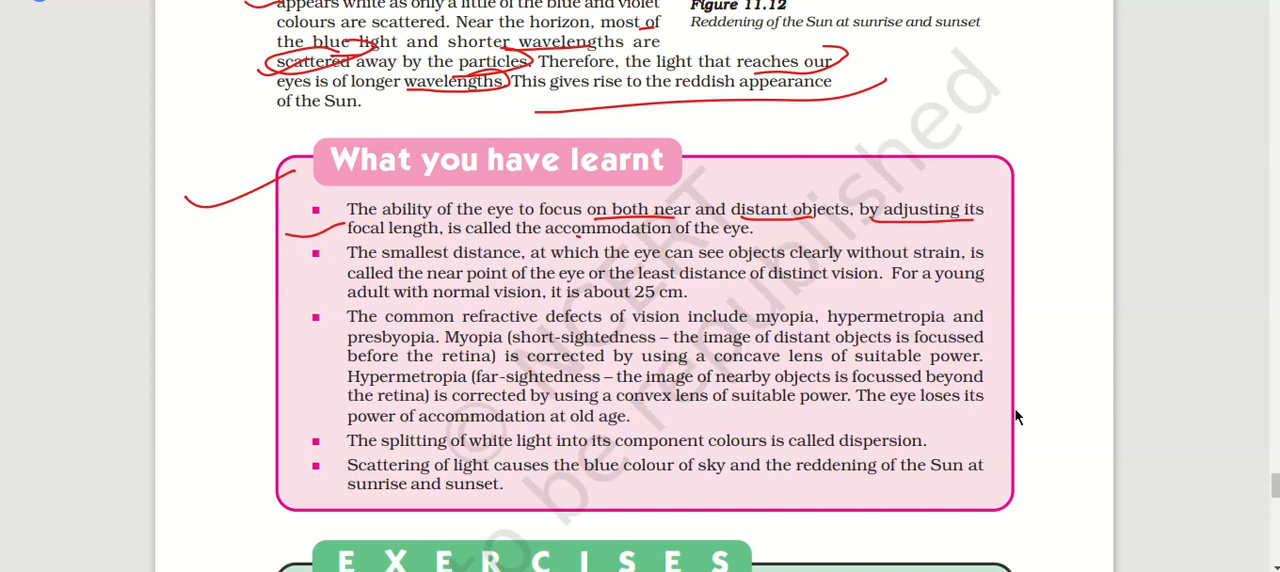 appears white as only a little of the blue and violet
colours are scattered. Near the horizon, most of
the blue light and shorter wavelengths are
scattered away by the particles. Therefore, the light that reaches our
eyes is of longer wavelengths. This gives rise to the reddish appearance
of the Sun.
Figure 11.12
Reddening of the Sun at sunrise and sunset
What you have learnt
The ability of the eye to focus on both near and distant objects, by adjusting its
focal length, is called the accommodation of the eye.
The smallest distance, at which the eye can see objects clearly without strain, is
called the near point of the eye or the least distance of distinct vision. For a young
adult with normal vision, it is about 25 cm.
The common refractive defects of vision include myopia, hypermetropia and
presbyopia. Myopia (short-sightedness – the image of distant objects is focussed
before the retina) is corrected by using a concave lens of suitable power.
Hypermetropia (far-sightedness – the image of nearby objects is focussed beyond
the retina) is corrected by using a convex lens of suitable power. The eye loses its
power of accommodation at old age.
The splitting of white light into its component colours is called dispersion.
Scattering of light causes the blue colour of sky and the reddening of the Sun at
sunrise and sunset.
© NCERT
to be republished
EXERCISES